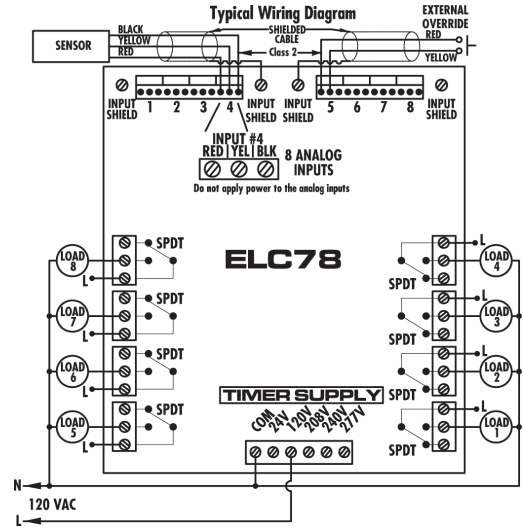 Typical Wiring Diagram
EXTERNAL
OVERRIDE
BLACK
YELLOW
RED
SENSOR
SHIELDED
CABLE
Class 2
RED
YELLOW
INPUT
SHIELD
1 2 3 4
INPUT
SHIELD
INPUT
SHIELD
5 6 7 8
INPUT
SHIELD
INPUT #4
RED YEL BLK
8 ANALOG
INPUTS
Do not apply power to the analog inputs
ELC78
LOAD
8
L
SPDT
LOAD
7
L
SPDT
LOAD
6
L
SPDT
LOAD
5
L
SPDT
L
LOAD
4
SPDT
L
LOAD
3
SPDT
L
LOAD
2
SPDT
L
LOAD
1
SPDT
TIMER SUPPLY
COM 24V 120V 208V 240V 277V
N
120 VAC
L